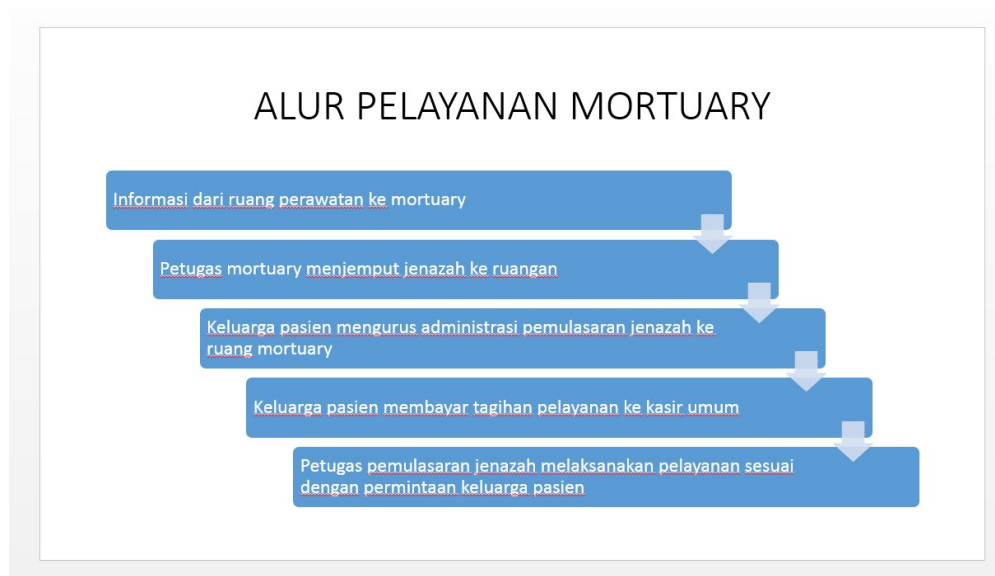 ALUR PELAYANAN MORTUARY
Informasi dari ruang perawatan ke mortuary
Petugas mortuary menjemput jenazah ke ruangan
Keluarga pasien mengurus administrasi pemulasaran jenazah ke
ruang mortuary
Keluarga pasien membayar tagihan pelayanan ke kasir umum
Petugas pemulasaran jenazah melaksanakan pelayanan sesuai
dengan permintaan keluarga pasien